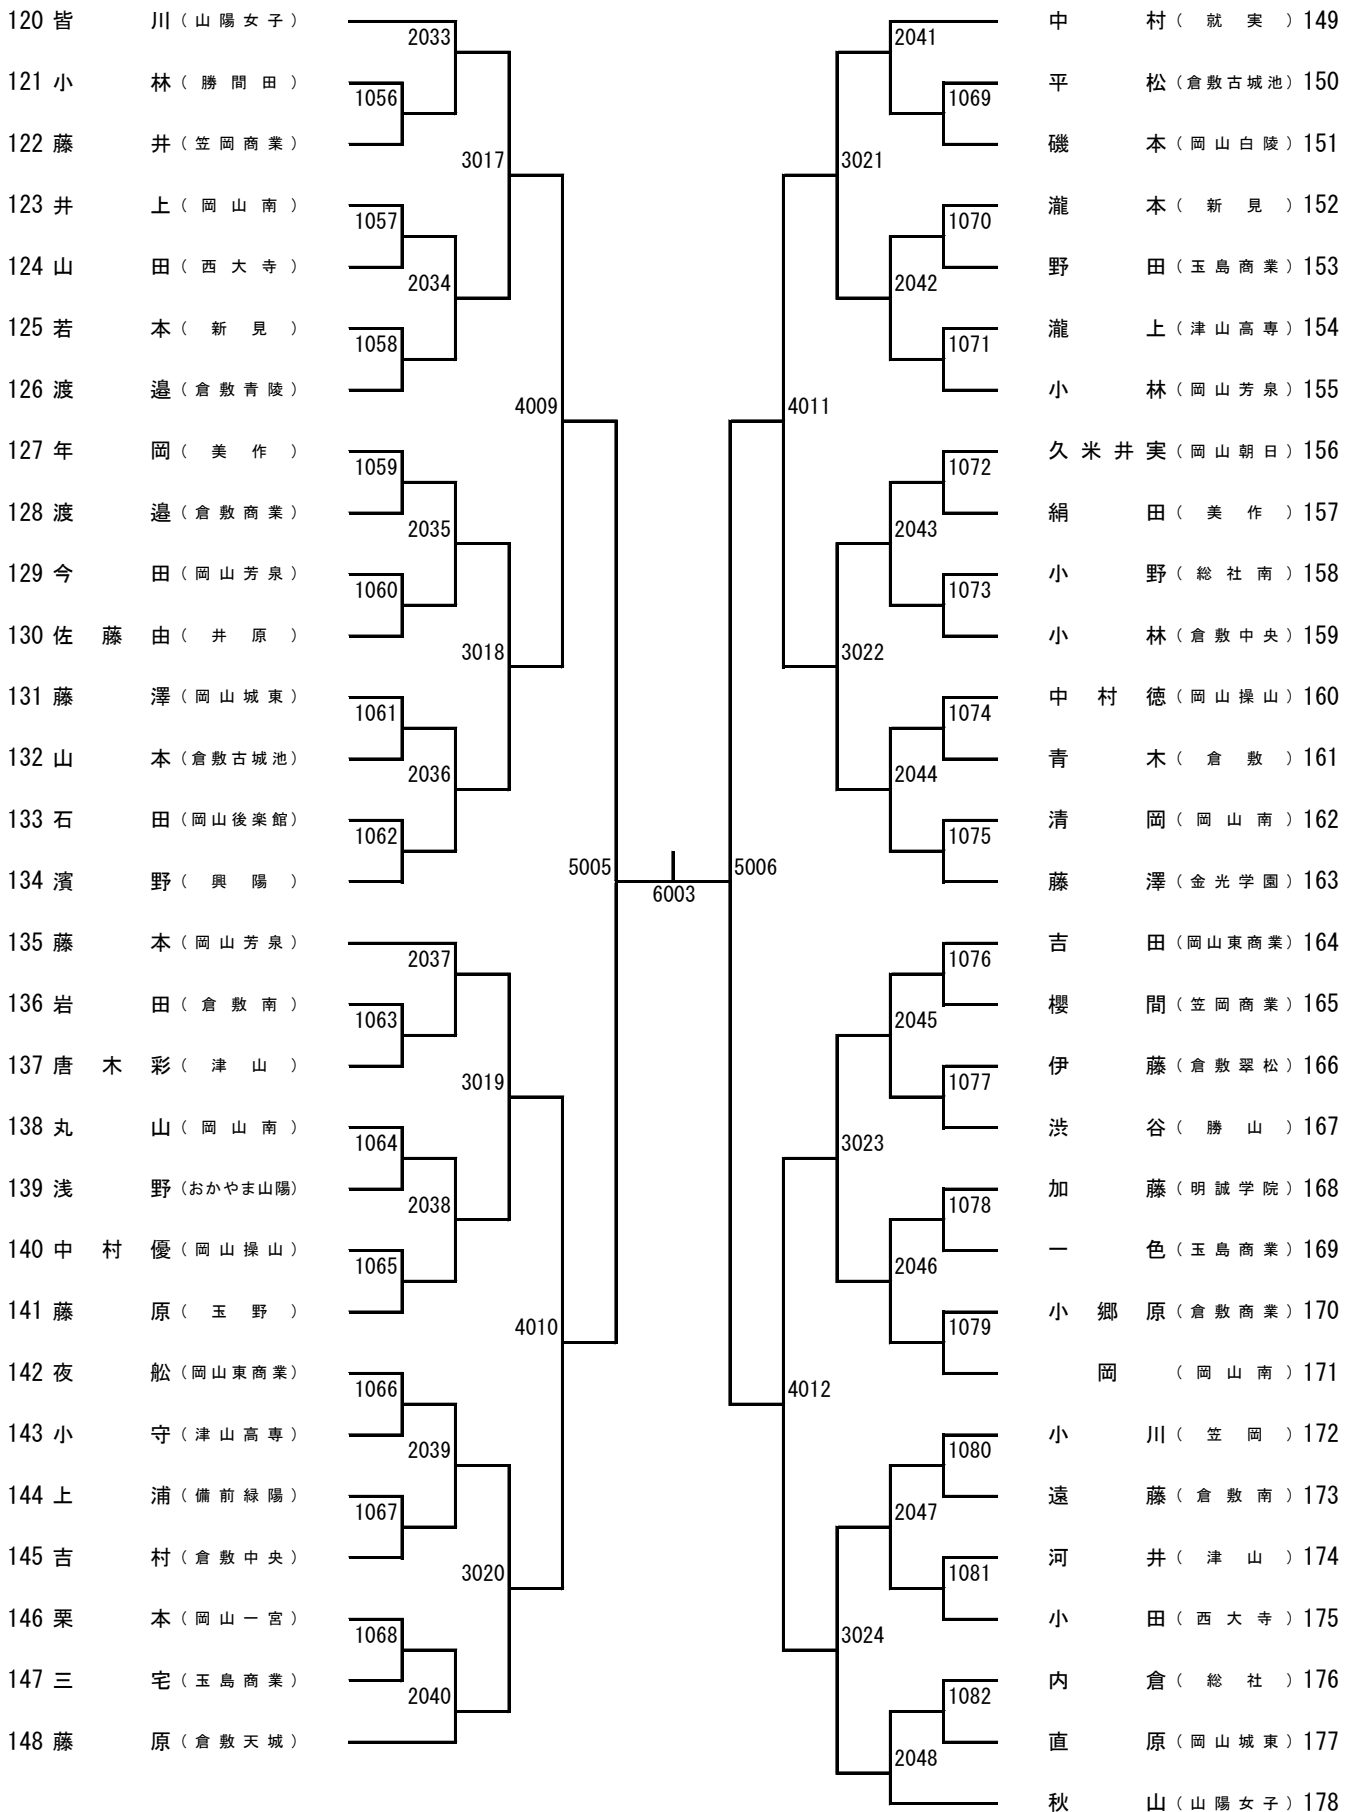 120 皆川（山陽女子）
2033
121 小林（勝間田）
1056
122 藤井（笠岡商業）
3017
123 井上（岡山南）
1057
124 山田（西大寺）
2034
125 若本（新見）
1058
126 渡邉（倉敷青陵）
4009
127 年岡（美作）
1059
128 渡邉（倉敷商業）
2035
129 今田（岡山芳泉）
1060
130 佐藤由（井原）
3018
131 藤澤（岡山城東）
1061
132 山本（倉敷古城池）
2036
133 石田（岡山後楽館）
1062
134 濱野（興陽）
5005
135 藤本（岡山芳泉）
2037
136 岩田（倉敷南）
1063
137 唐木彩（津山）
3019
138 丸山（岡山南）
1064
139 浅野（おかやま山陽）
2038
140 中村優（岡山操山）
1065
141 藤原（玉野）
4010
142 夜舩（岡山東商業）
1066
143 小守（津山高専）
2039
144 上浦（備前緑陽）
1067
145 吉村（倉敷中央）
3020
146 栗本（岡山一宮）
1068
147 三宅（玉島商業）
2040
148 藤原（倉敷天城）
6003
中村（就実）149
2041
平松（倉敷古城池）150
1069
磯本（岡山白陵）151
3021
瀧本（新見）152
1070
野田（玉島商業）153
2042
瀧上（津山高専）154
1071
小林（岡山芳泉）155
4011
久米井実（岡山朝日）156
1072
絹田（美作）157
2043
小野（総社南）158
1073
小林（倉敷中央）159
3022
中村徳（岡山操山）160
1074
青木（倉敷）161
2044
清岡（岡山南）162
1075
藤澤（金光学園）163
5006
吉田（岡山東商業）164
1076
櫻間（笠岡商業）165
2045
伊藤（倉敷翠松）166
1077
渋谷（勝山）167
3023
加藤（明誠学院）168
1078
一色（玉島商業）169
2046
小郷原（倉敷商業）170
1079
岡（岡山南）171
4012
小川（笠岡）172
1080
遠藤（倉敷南）173
2047
河井（津山）174
1081
小田（西大寺）175
3024
内倉（総社）176
1082
直原（岡山城東）177
2048
秋山（山陽女子）178